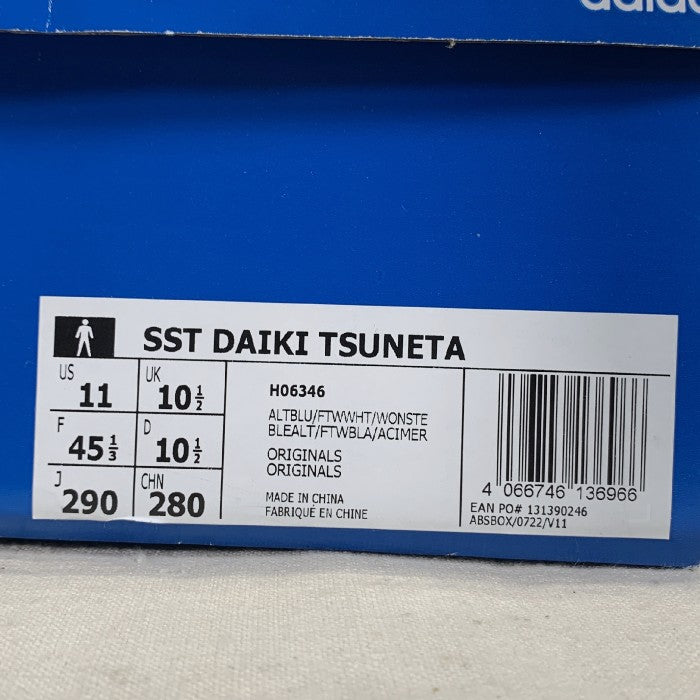 adidas
SST DAIKI TSUNETA
US
11
UK
10 1/2
F
45 1/3
D
10 1/2
J
290
CHN
280
H06346
ALTBLU/FTWWHT/WONSTE
BLEALT/FTWBLA/ACIMER
ORIGINALS
ORIGINALS
MADE IN CHINA
FABRIQUÉ EN CHINE
4 066746 136966
EAN PO# 131390246
ABSBOX/0722/V11